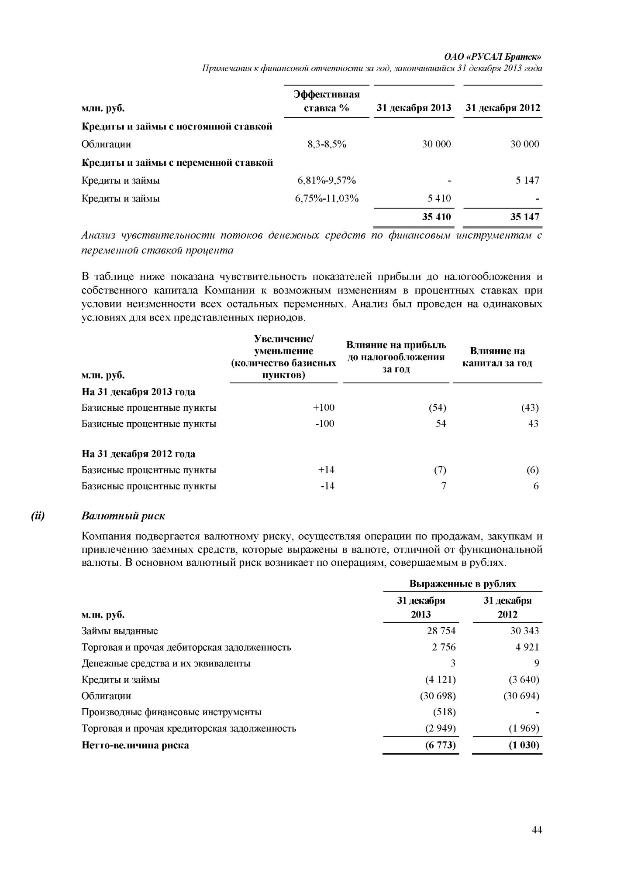 ОАО «РУСАЛ Братск»
Примечания к финансовой отчетности за год, закончившийся 31 декабря 2013 года
млн. руб. Эффективная ставка % 31 декабря 2013 31 декабря 2012
Кредиты и займы с постоянной ставкой
Облигации 8,3-8,5% 30 000 30 000
Кредиты и займы с переменной ставкой
Кредиты и займы 6,81%-9,57% - 5 147
Кредиты и займы 6,75%-11,03% 5 410 -
35 410 35 147
Анализ чувствительности потоков денежных средств по финансовым инструментам с
переменной ставкой процента
В таблице ниже показана чувствительность показателей прибыли до налогообложения и
собственного капитала Компании к возможным изменениям в процентных ставках при
условии неизменности всех остальных переменных. Анализ был проведен на одинаковых
условиях для всех представленных периодов.
млн. руб. Увеличение/ уменьшение (количество базисных пунктов) Влияние на прибыль до налогообложения за год Влияние на капитал за год
На 31 декабря 2013 года
Базисные процентные пункты +100 (54) (43)
Базисные процентные пункты -100 54 43
На 31 декабря 2012 года
Базисные процентные пункты +14 (7) (6)
Базисные процентные пункты -14 7 6
(ii) Валютный риск
Компания подвергается валютному риску, осуществляя операции по продажам, закупкам и
привлечению заемных средств, которые выражены в валюте, отличной от функциональной
валюты. В основном валютный риск возникает по операциям, совершаемым в рублях.
Выраженные в рублях
млн. руб. 31 декабря 2013 31 декабря 2012
Займы выданные 28 754 30 343
Торговая и прочая дебиторская задолженность 2 756 4 921
Денежные средства и их эквиваленты 3 9
Кредиты и займы (4 121) (3 640)
Облигации (30 698) (30 694)
Производные финансовые инструменты (518) -
Торговая и прочая кредиторская задолженность (2 949) (1 969)
Нетто-величина риска (6 773) (1 030)
44